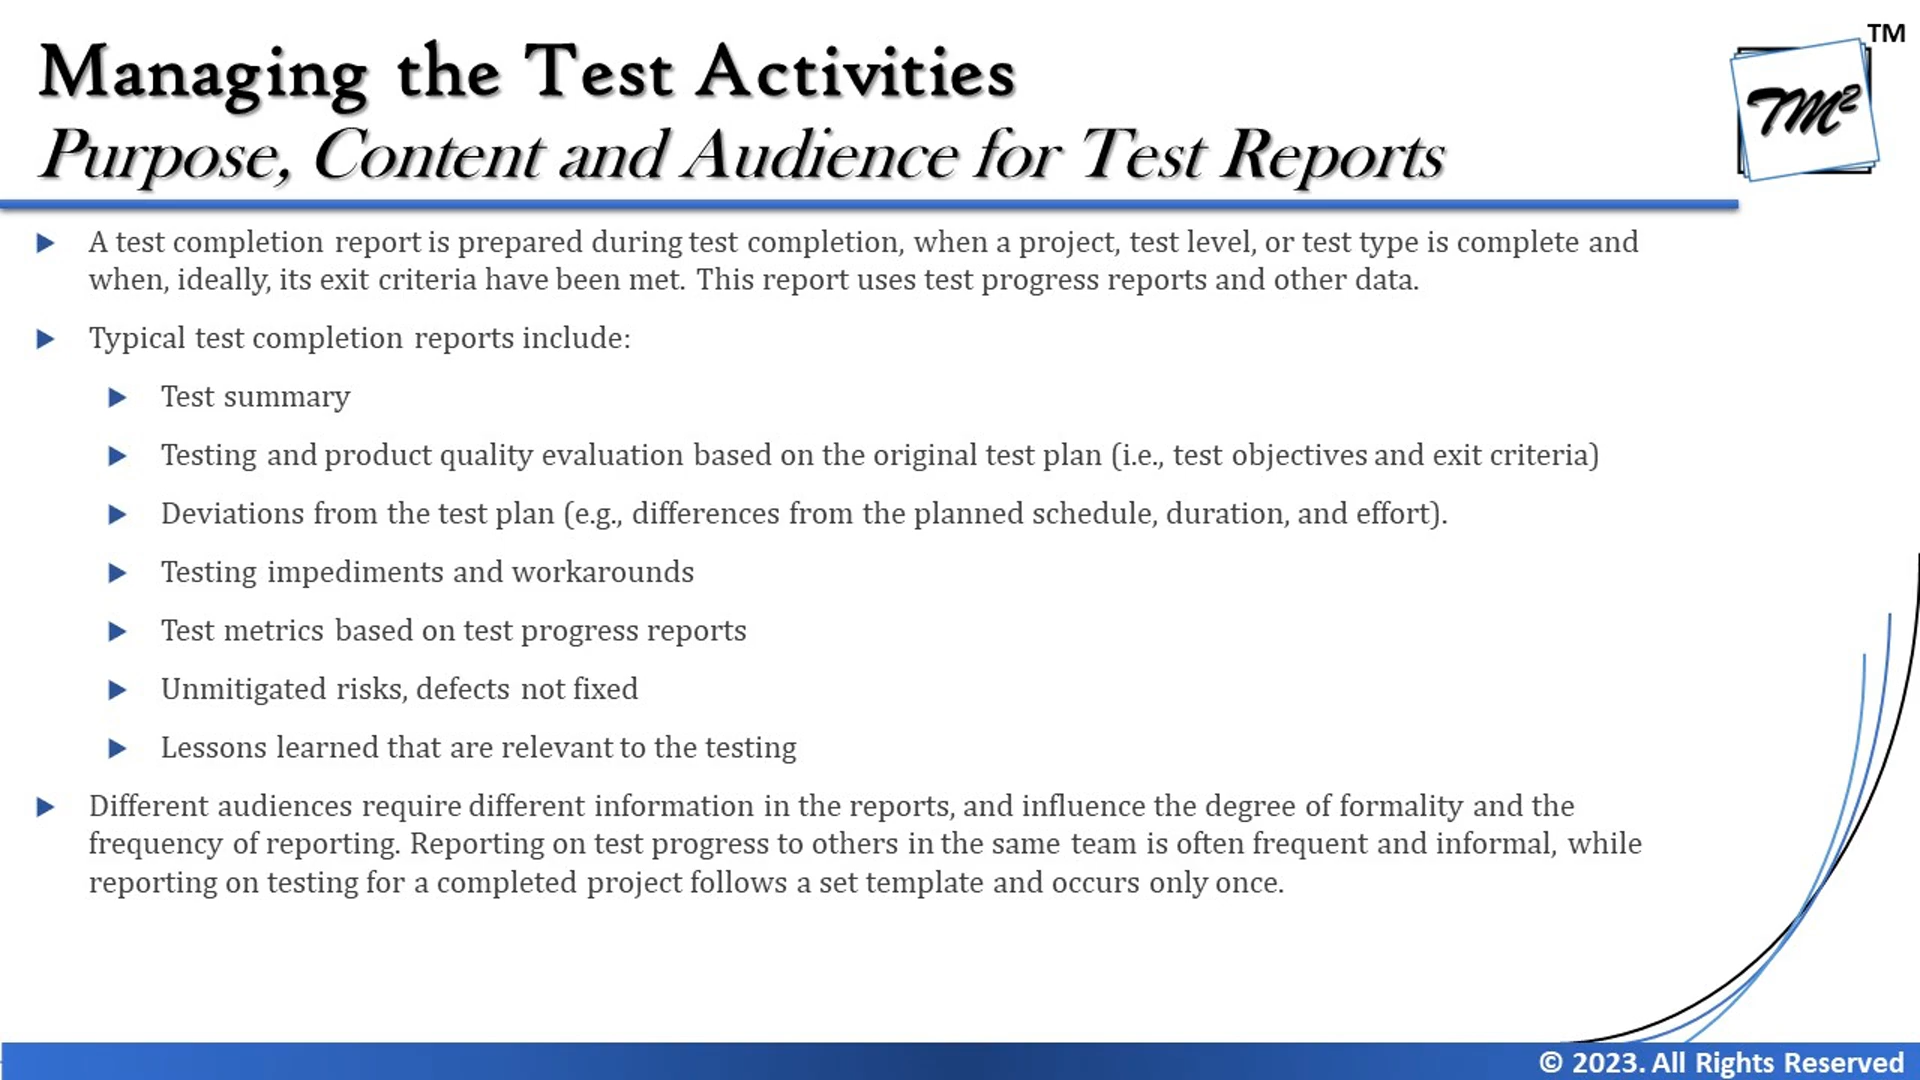 Managing the Test Activities
TM
TM²
Purpose, Content and Audience for Test Reports
A test completion report is prepared during test completion, when a project, test level, or test type is complete and
when, ideally, its exit criteria have been met. This report uses test progress reports and other data.
Typical test completion reports include:
Test summary
Testing and product quality evaluation based on the original test plan (i.e., test objectives and exit criteria)
Deviations from the test plan (e.g., differences from the planned schedule, duration, and effort).
Testing impediments and workarounds
Test metrics based on test progress reports
Unmitigated risks, defects not fixed
Lessons learned that are relevant to the testing
Different audiences require different information in the reports, and influence the degree of formality and the
frequency of reporting. Reporting on test progress to others in the same team is often frequent and informal, while
reporting on testing for a completed project follows a set template and occurs only once.
© 2023. All Rights Reserved